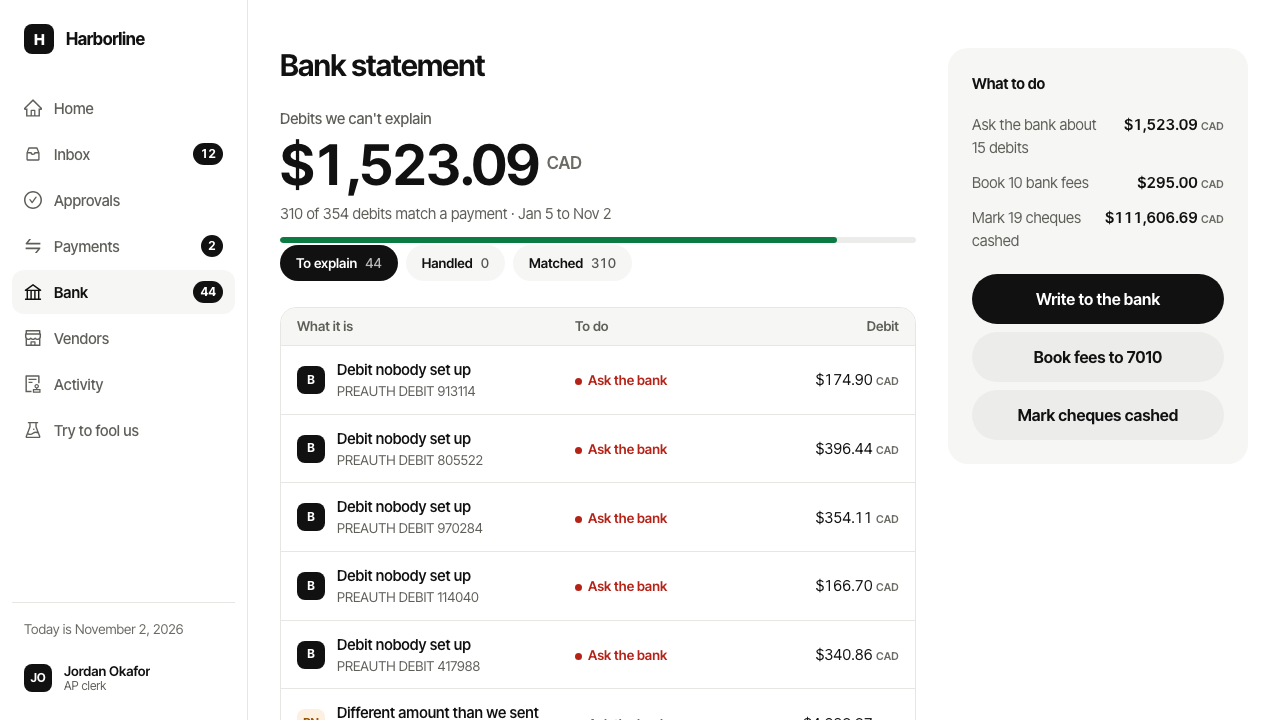 H Harborline
Home
Inbox 12
Approvals
Payments 2
Bank 44
Vendors
Activity
Try to fool us
Today is November 2, 2026
JO Jordan Okafor
AP clerk
Bank statement
Debits we can't explain
$1,523.09 CAD
310 of 354 debits match a payment · Jan 5 to Nov 2
To explain 44 Handled 0 Matched 310
What it is To do Debit
B Debit nobody set up
PREAUTH DEBIT 913114
Ask the bank $174.90 CAD
B Debit nobody set up
PREAUTH DEBIT 805522
Ask the bank $396.44 CAD
B Debit nobody set up
PREAUTH DEBIT 970284
Ask the bank $354.11 CAD
B Debit nobody set up
PREAUTH DEBIT 114040
Ask the bank $166.70 CAD
B Debit nobody set up
PREAUTH DEBIT 417988
Ask the bank $340.86 CAD
Different amount than we sent
What to do
Ask the bank about $1,523.09 CAD
15 debits
Book 10 bank fees $295.00 CAD
Mark 19 cheques $111,606.69 CAD
cashed
Write to the bank
Book fees to 7010
Mark cheques cashed